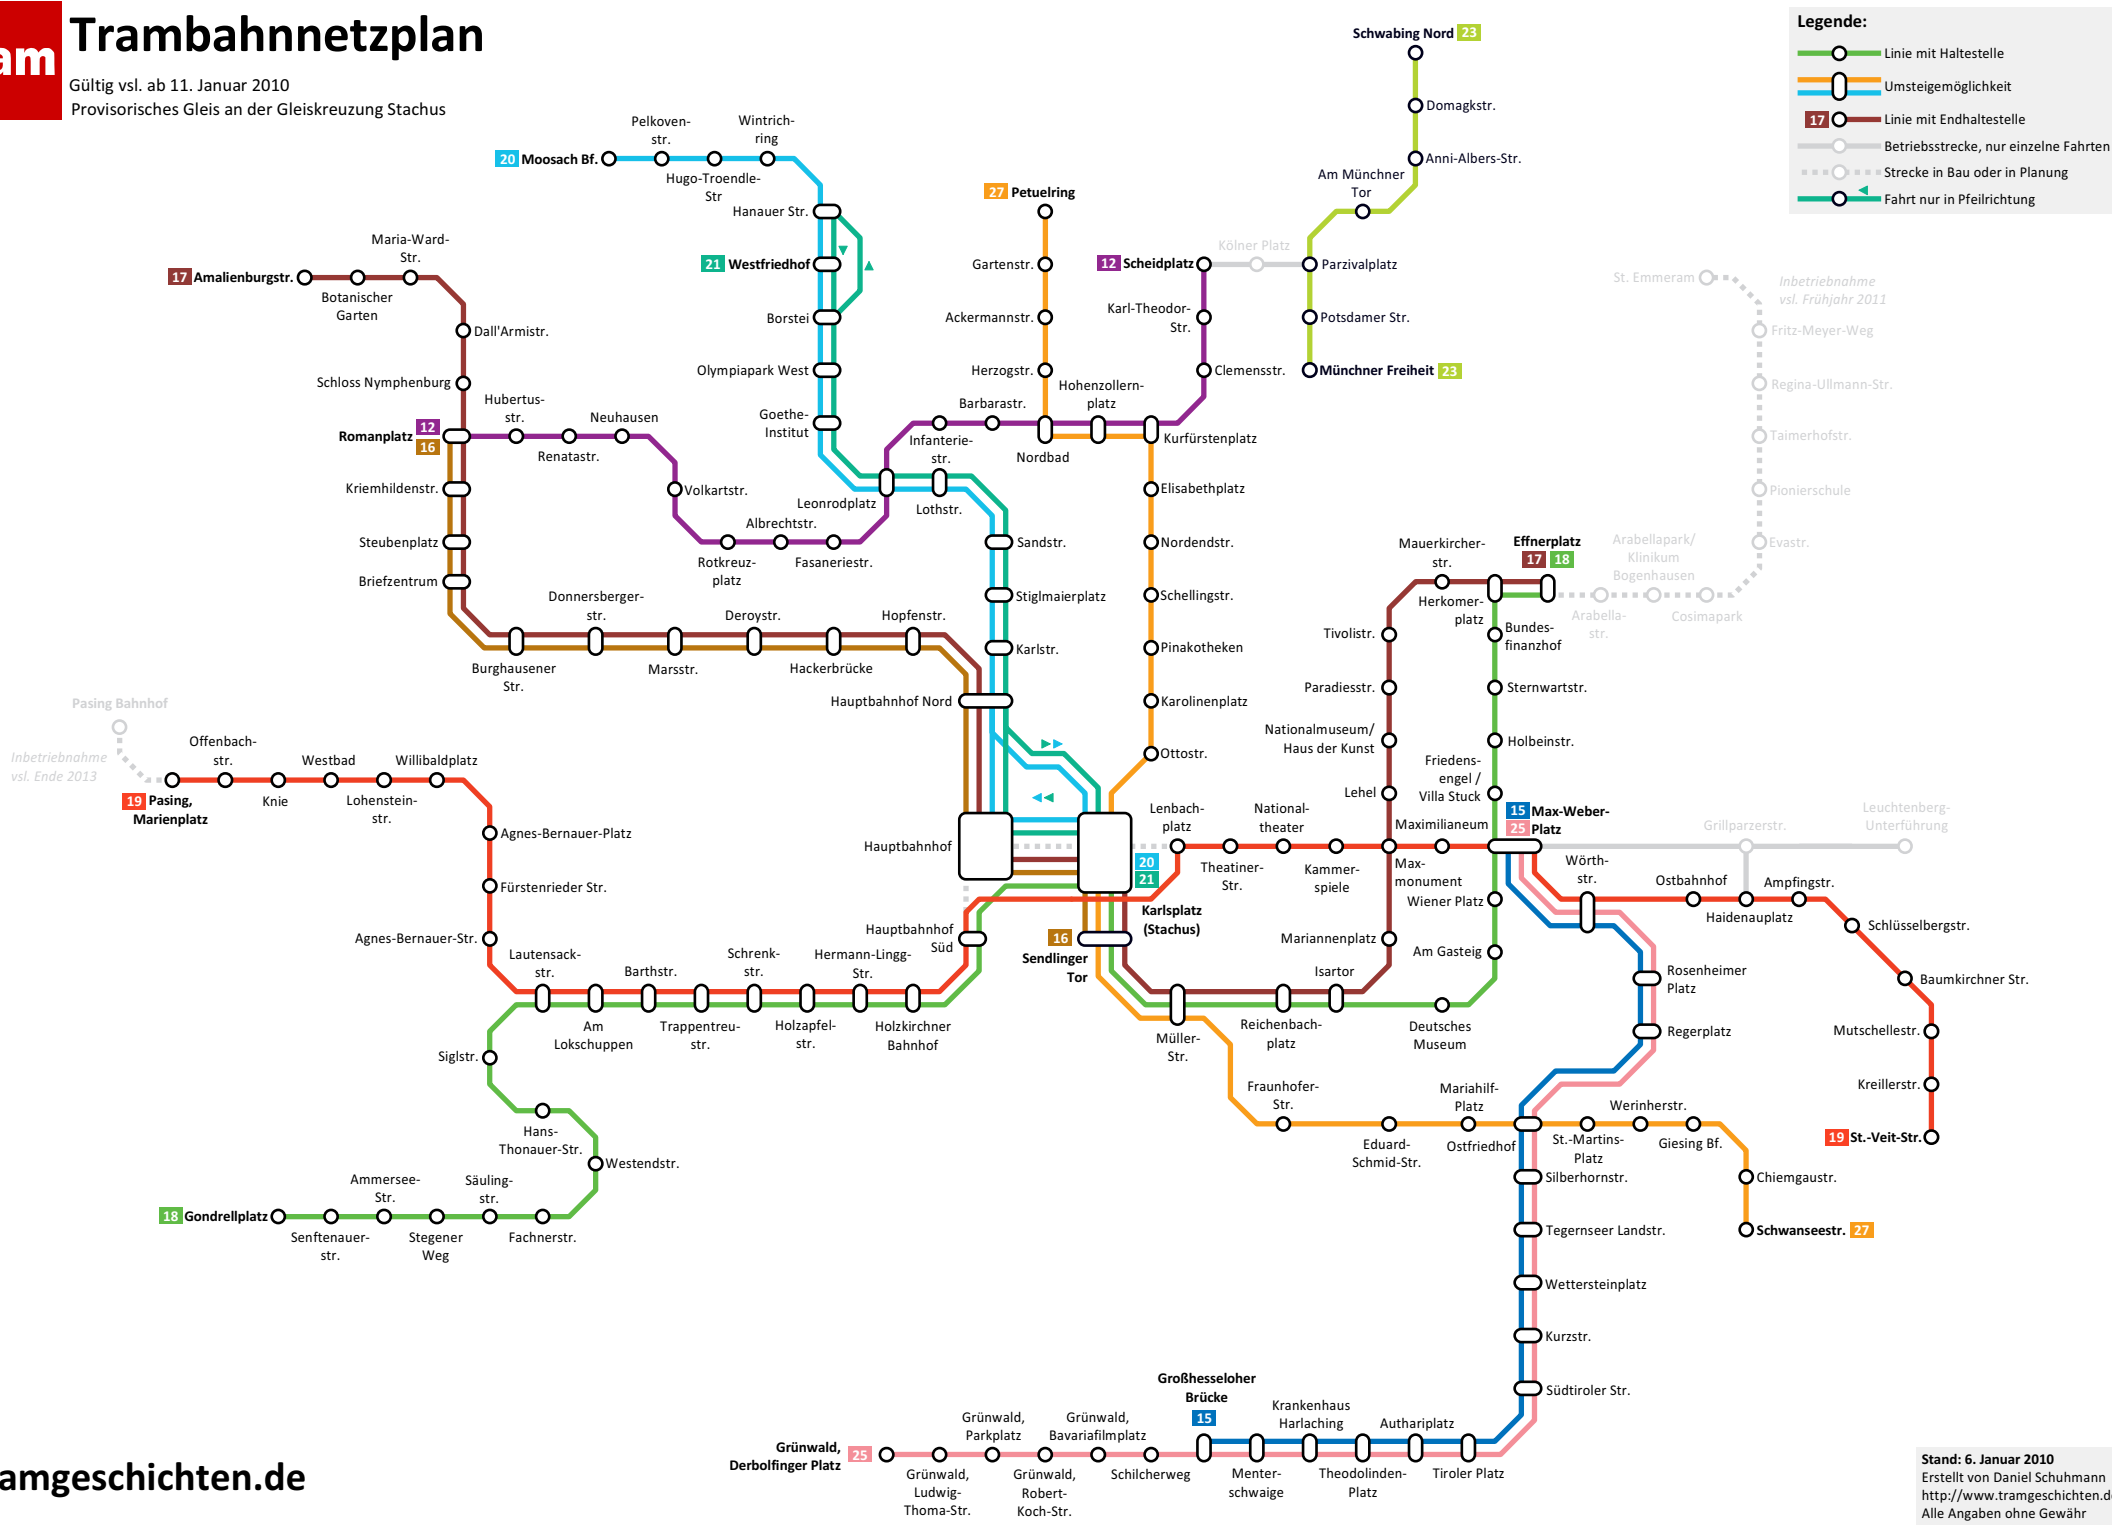 am
Trambahnnetzplan
Gültig vsl. ab 11. Januar 2010
Provisorisches Gleis an der Gleiskreuzung Stachus
Legende:
Linie mit Haltestelle
Umsteigemöglichkeit
17
Linie mit Endhaltestelle
Betriebsstrecke, nur einzelne Fahrten
Strecke in Bau oder in Planung
Fahrt nur in Pfeilrichtung
Schwabing Nord 23
Domagkstr.
Anni-Albers-Str.
Am Münchner
Tor
Parzivalplatz
Potsdamer Str.
Münchner Freiheit 23
Kölner Platz
12 Scheidplatz
Karl-Theodor-
Str.
Clemensstr.
20 Moosach Bf.
Pelkoven-
str.
Hugo-Troendle-
Str
Wintrich-
ring
Hanauer Str.
21 Westfriedhof
Borstei
Olympiapark West
Goethe-
Institut
Leonrodplatz
Lothstr.
Sandstr.
Stiglmaierplatz
Karlstr.
Hauptbahnhof Nord
27 Petuelring
Gartenstr.
Ackermannstr.
Herzogstr.
Hohenzollern-
platz
Barbarastr.
Infanterie-
str.
Nordbad
Kurfürstenplatz
Elisabethplatz
Nordendstr.
Schellingstr.
Pinakotheken
Karolinenplatz
Ottostr.
17 Amalienburgstr.
Botanischer
Garten
Maria-Ward-
Str.
Dall'Armistr.
Schloss Nymphenburg
Romanplatz
12
16
Hubertus-
str.
Renatastr.
Neuhausen
Volkartstr.
Rotkreuz-
platz
Albrechtstr.
Fasaneriestr.
Kriemhildenstr.
Steubenplatz
Briefzentrum
Burghausener
Str.
Donnersberger-
str.
Marsstr.
Deroystr.
Hackerbrücke
Hopfenstr.
St. Emmeram
Inbetriebnahme
vsl. Frühjahr 2011
Fritz-Meyer-Weg
Regina-Ullmann-Str.
Taimerhofstr.
Pionierschule
Evastr.
Cosimapark
Arabellapark/
Klinikum
Bogenhausen
Arabella-
str.
Effnerplatz
17 18
Mauerkircher-
str.
Herkomer-
platz
Tivolistr.
Paradiesstr.
Nationalmuseum/
Haus der Kunst
Lehel
Bundes-
finanzhof
Sternwartstr.
Holbeinstr.
Friedens-
engel /
Villa Stuck
Pasing Bahnhof
Inbetriebnahme
vsl. Ende 2013
19 Pasing,
Marienplatz
Offenbach-
str.
Knie
Westbad
Lohenstein-
str.
Willibaldplatz
Agnes-Bernauer-Platz
Fürstenrieder Str.
Agnes-Bernauer-Str.
Lautensack-
str.
Am
Lokschuppen
Barthstr.
Trappentreu-
str.
Schrenk-
str.
Holzapfel-
str.
Hermann-Lingg-
Str.
Holzkirchner
Bahnhof
Hauptbahnhof
Süd
Hauptbahnhof
20
21
Karlsplatz
(Stachus)
16
Sendlinger
Tor
Lenbach-
platz
Theatiner-
Str.
National-
theater
Kammer-
spiele
Max-
monument
Maximilianeum
15 Max-Weber-
25 Platz
Wiener Platz
Am Gasteig
Mariannenplatz
Isartor
Reichenbach-
platz
Müller-
Str.
Deutsches
Museum
Grillparzerstr.
Leuchtenberg-
Unterführung
Wörth-
str.
Ostbahnhof
Haidenauplatz
Ampfingstr.
Schlüsselbergstr.
Baumkirchner Str.
Mutschellestr.
Kreillerstr.
19 St.-Veit-Str.
Rosenheimer
Platz
Regerplatz
Fraunhofer-
Str.
Eduard-
Schmid-Str.
Mariahilf-
Platz
Ostfriedhof
St.-Martins-
Platz
Werinherstr.
Giesing Bf.
Chiemgaustr.
Schwanseestr. 27
Siglstr.
Hans-
Thonauer-Str.
Westendstr.
18 Gondrellplatz
Senftenauer-
str.
Ammersee-
Str.
Stegener
Weg
Säuling-
str.
Fachnerstr.
Silberhornstr.
Tegernseer Landstr.
Wettersteinplatz
Kurzstr.
Südtiroler Str.
Großhesseloher
Brücke
15
Menter-
schwaige
Krankenhaus
Harlaching
Theodolinden-
Platz
Authariplatz
Tiroler Platz
Grünwald,
Derbolfinger Platz
25
Grünwald,
Ludwig-
Thoma-Str.
Grünwald,
Parkplatz
Grünwald,
Robert-
Koch-Str.
Grünwald,
Bavariafilmplatz
Schilcherweg
amgeschichten.de
Stand: 6. Januar 2010
Erstellt von Daniel Schuhmann
http://www.tramgeschichten.de
Alle Angaben ohne Gewähr